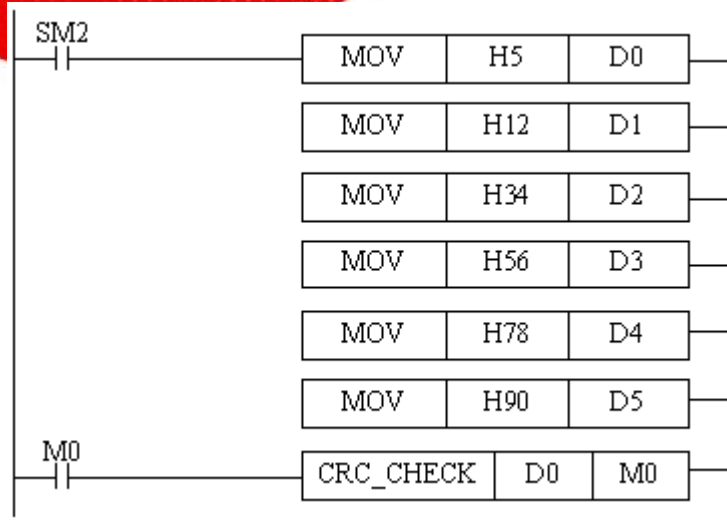 SM2
MOV H5 D0
MOV H12 D1
MOV H34 D2
MOV H56 D3
MOV H78 D4
MOV H90 D5
M0
CRC_CHECK D0 M0